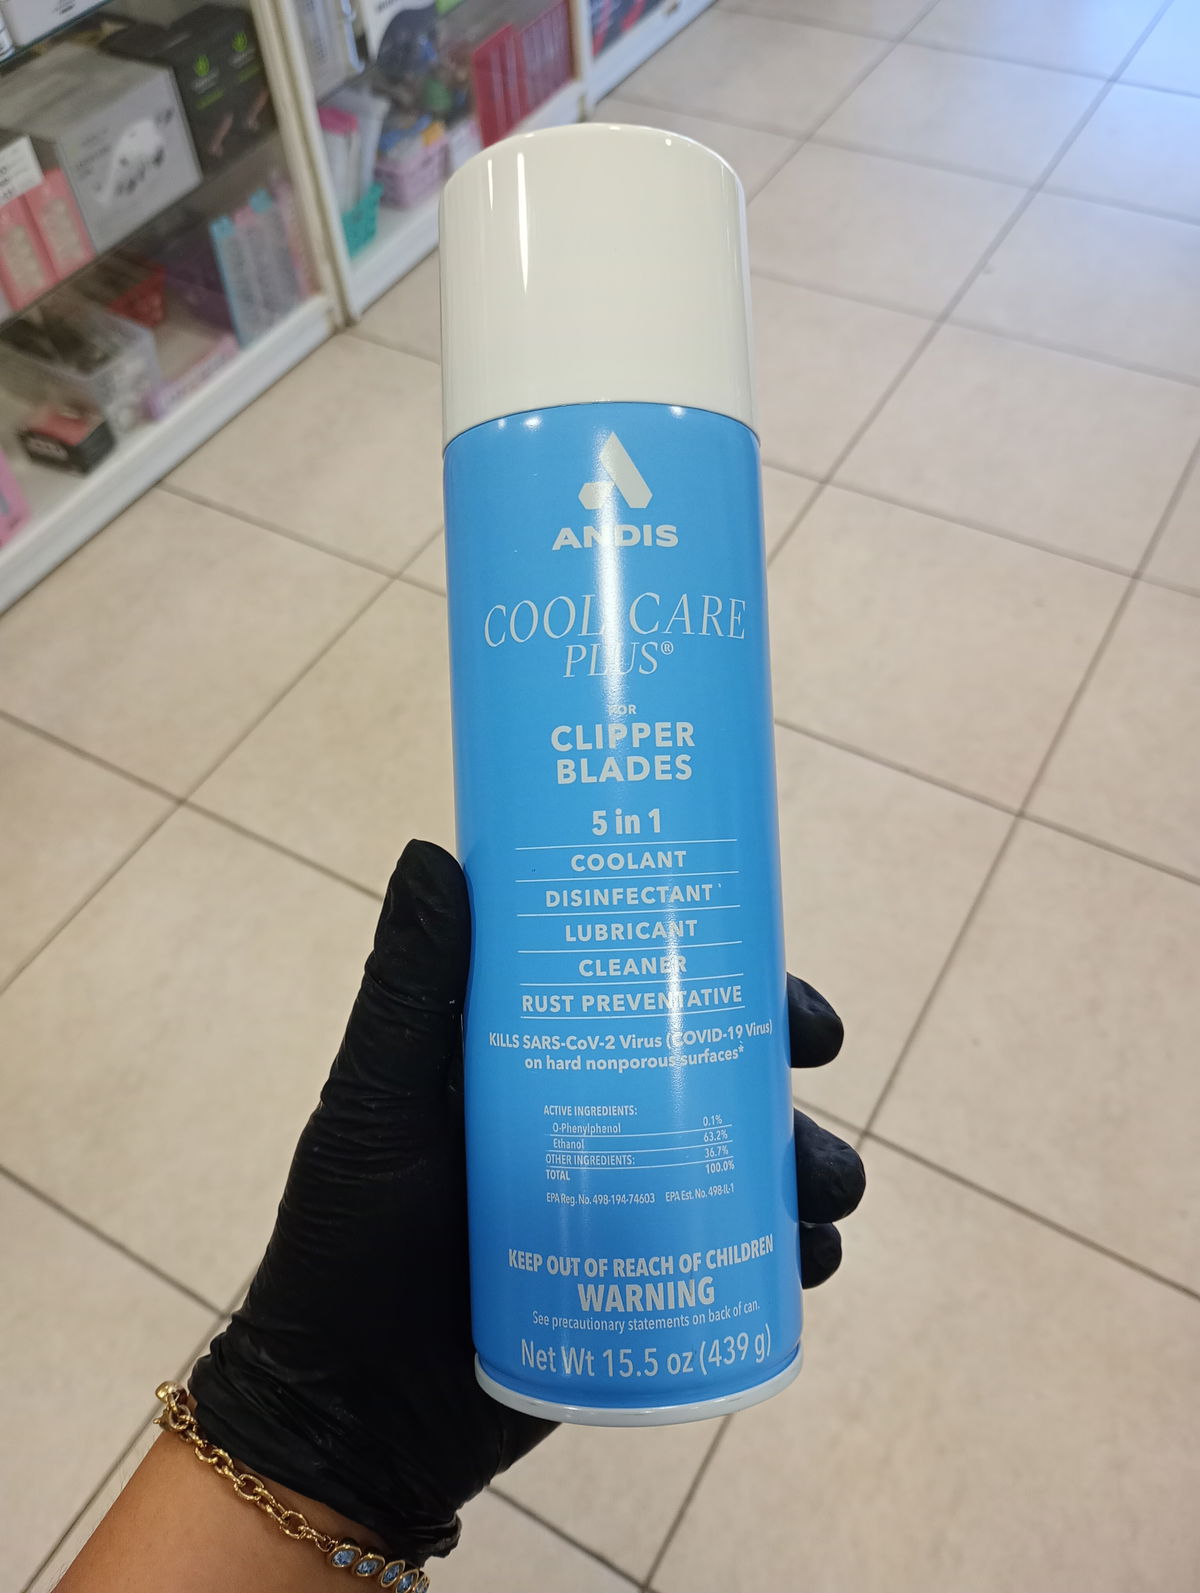 ANDIS
COOL CARE
PLUS®
FOR
CLIPPER
BLADES
5 in 1
COOLANT
DISINFECTANT
LUBRICANT
CLEANER
RUST PREVENTATIVE
KILLS SARS-CoV-2 Virus (COVID-19 Virus)
on hard nonporous surfaces*
ACTIVE INGREDIENTS:
O-Phenylphenol 0.1%
Ethanol 63.2%
OTHER INGREDIENTS: 36.7%
TOTAL 100.0%
EPA Reg. No. 498-194-74603 EPA Est. No. 498-IL-1
KEEP OUT OF REACH OF CHILDREN
WARNING
See precautionary statements on back of can.
Net Wt 15.5 oz (439 g)